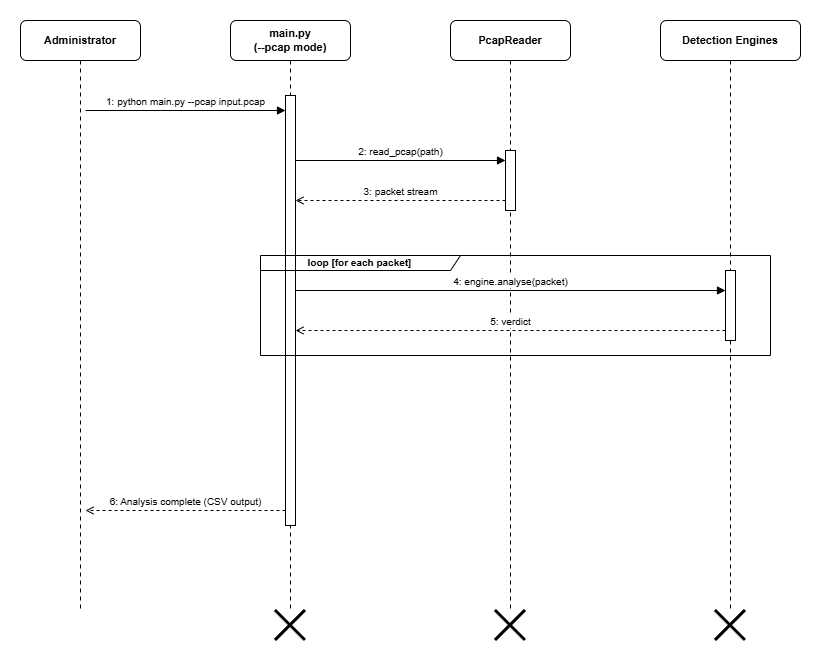 Administrator
main.py
(--pcap mode)
PcapReader
Detection Engines
1: python main.py --pcap input.pcap
2: read_pcap(path)
3: packet stream
loop [for each packet]
4: engine.analyse(packet)
5: verdict
6: Analysis complete (CSV output)